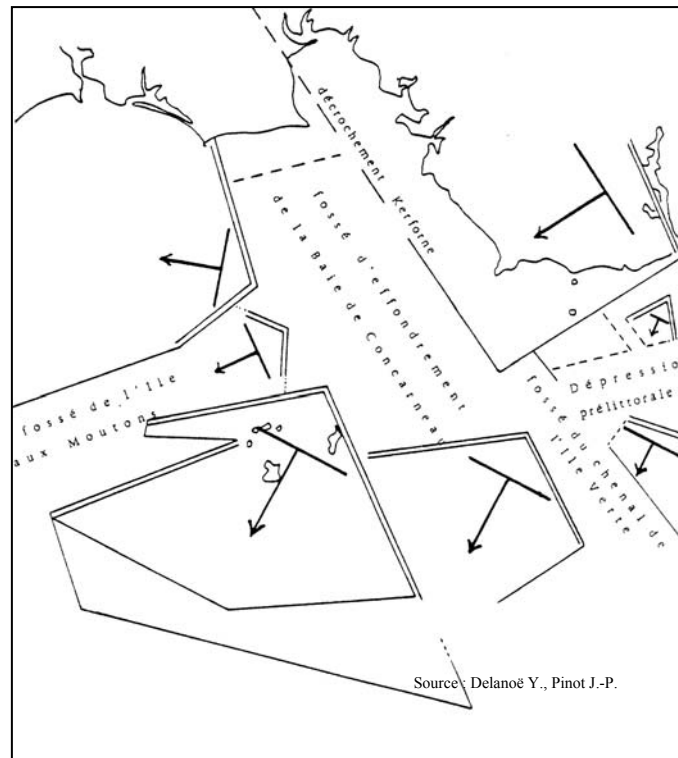 décrochement Kerforne
fossé d'effondrement
de la Baie de Concarneau
fossé de l'Ile
aux Moutons
Dépression
prélittorale
fossé du chenal de
l'Ile Verte
Source : Delanoë Y., Pinot J.-P.